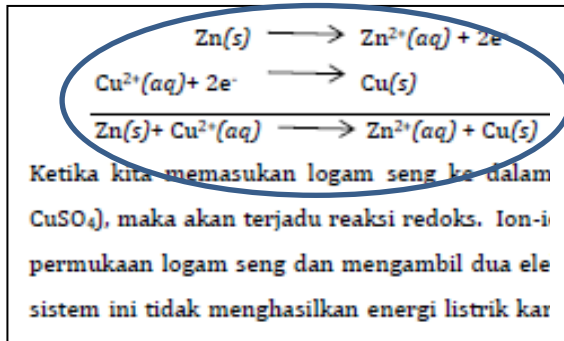 Zn(s) ⟶ Zn²⁺(aq) + 2e⁻
Cu²⁺(aq)+ 2e⁻ ⟶ Cu(s)
Zn(s)+ Cu²⁺(aq) ⟶ Zn²⁺(aq) + Cu(s)
Ketika kita memasukan logam seng ke dalam
CuSO₄), maka akan terjadu reaksi redoks. Ion-i
permukaan logam seng dan mengambil dua ele
sistem ini tidak menghasilkan energi listrik kar